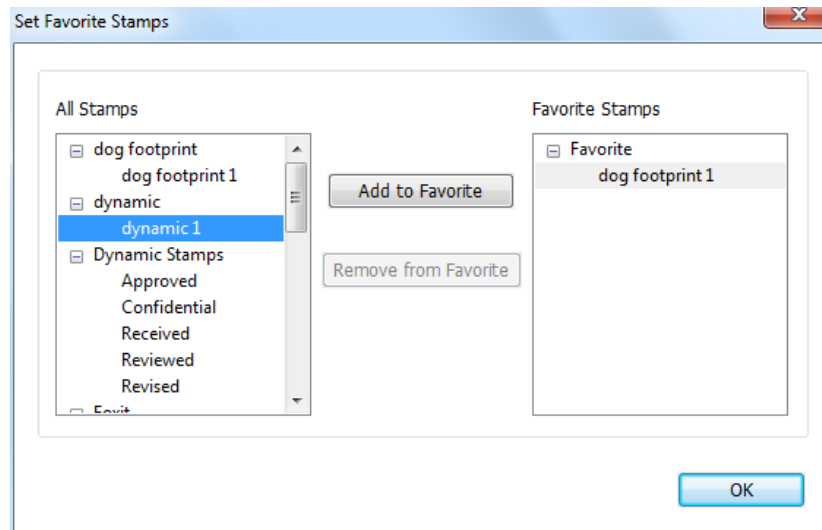 Set Favorite Stamps
All Stamps
dog footprint
dog footprint 1
dynamic
dynamic 1
Dynamic Stamps
Approved
Confidential
Received
Reviewed
Revised
Foxit
Add to Favorite
Remove from Favorite
Favorite Stamps
Favorite
dog footprint 1
OK